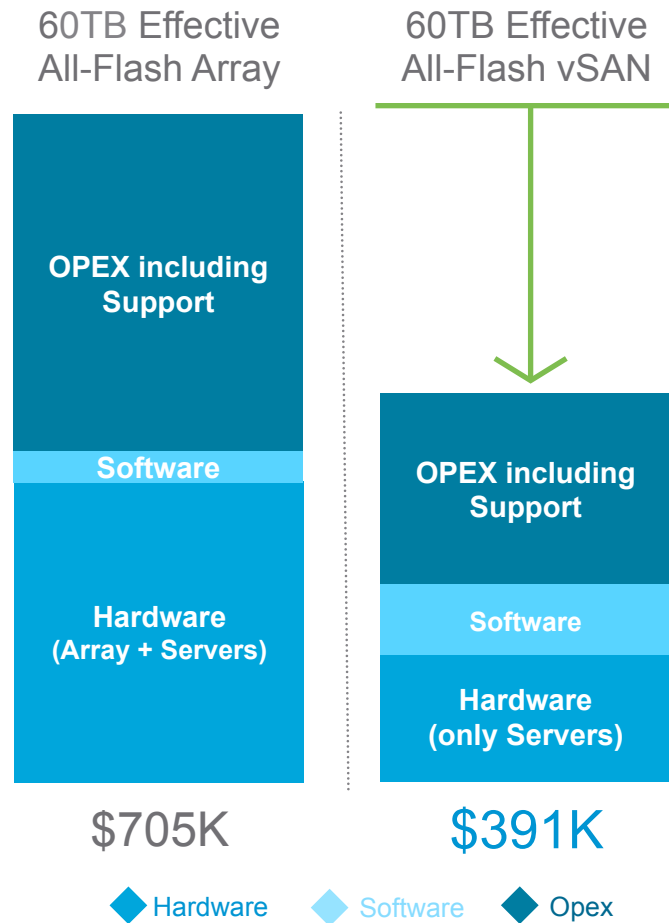 60TB Effective
All-Flash Array
OPEX including
Support
Software
Hardware
(Array + Servers)
$705K
60TB Effective
All-Flash vSAN
OPEX including
Support
Software
Hardware
(only Servers)
$391K
Hardware
Software
Opex